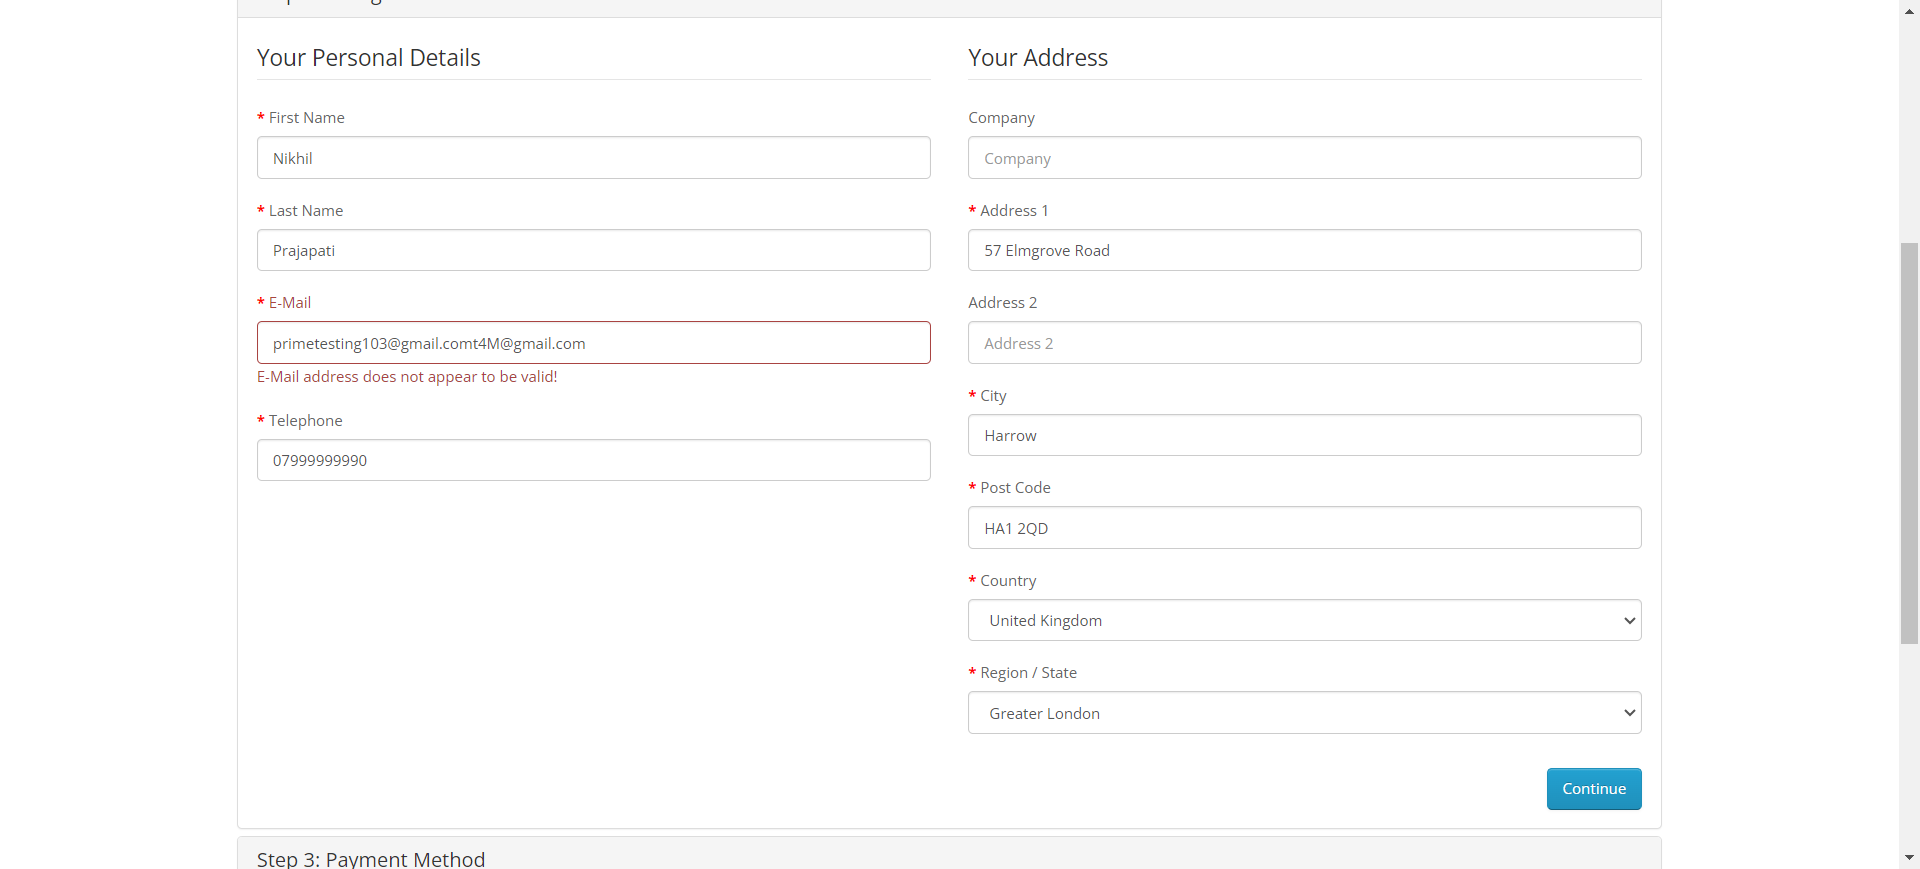 Your Personal Details
* First Name
Nikhil
* Last Name
Prajapati
* E-Mail
primetesting103@gmail.comt4M@gmail.com
E-Mail address does not appear to be valid!
* Telephone
07999999990
Your Address
Company
Company
* Address 1
57 Elmgrove Road
Address 2
Address 2
* City
Harrow
* Post Code
HA1 2QD
* Country
United Kingdom
* Region / State
Greater London
Continue
Step 3: Payment Method